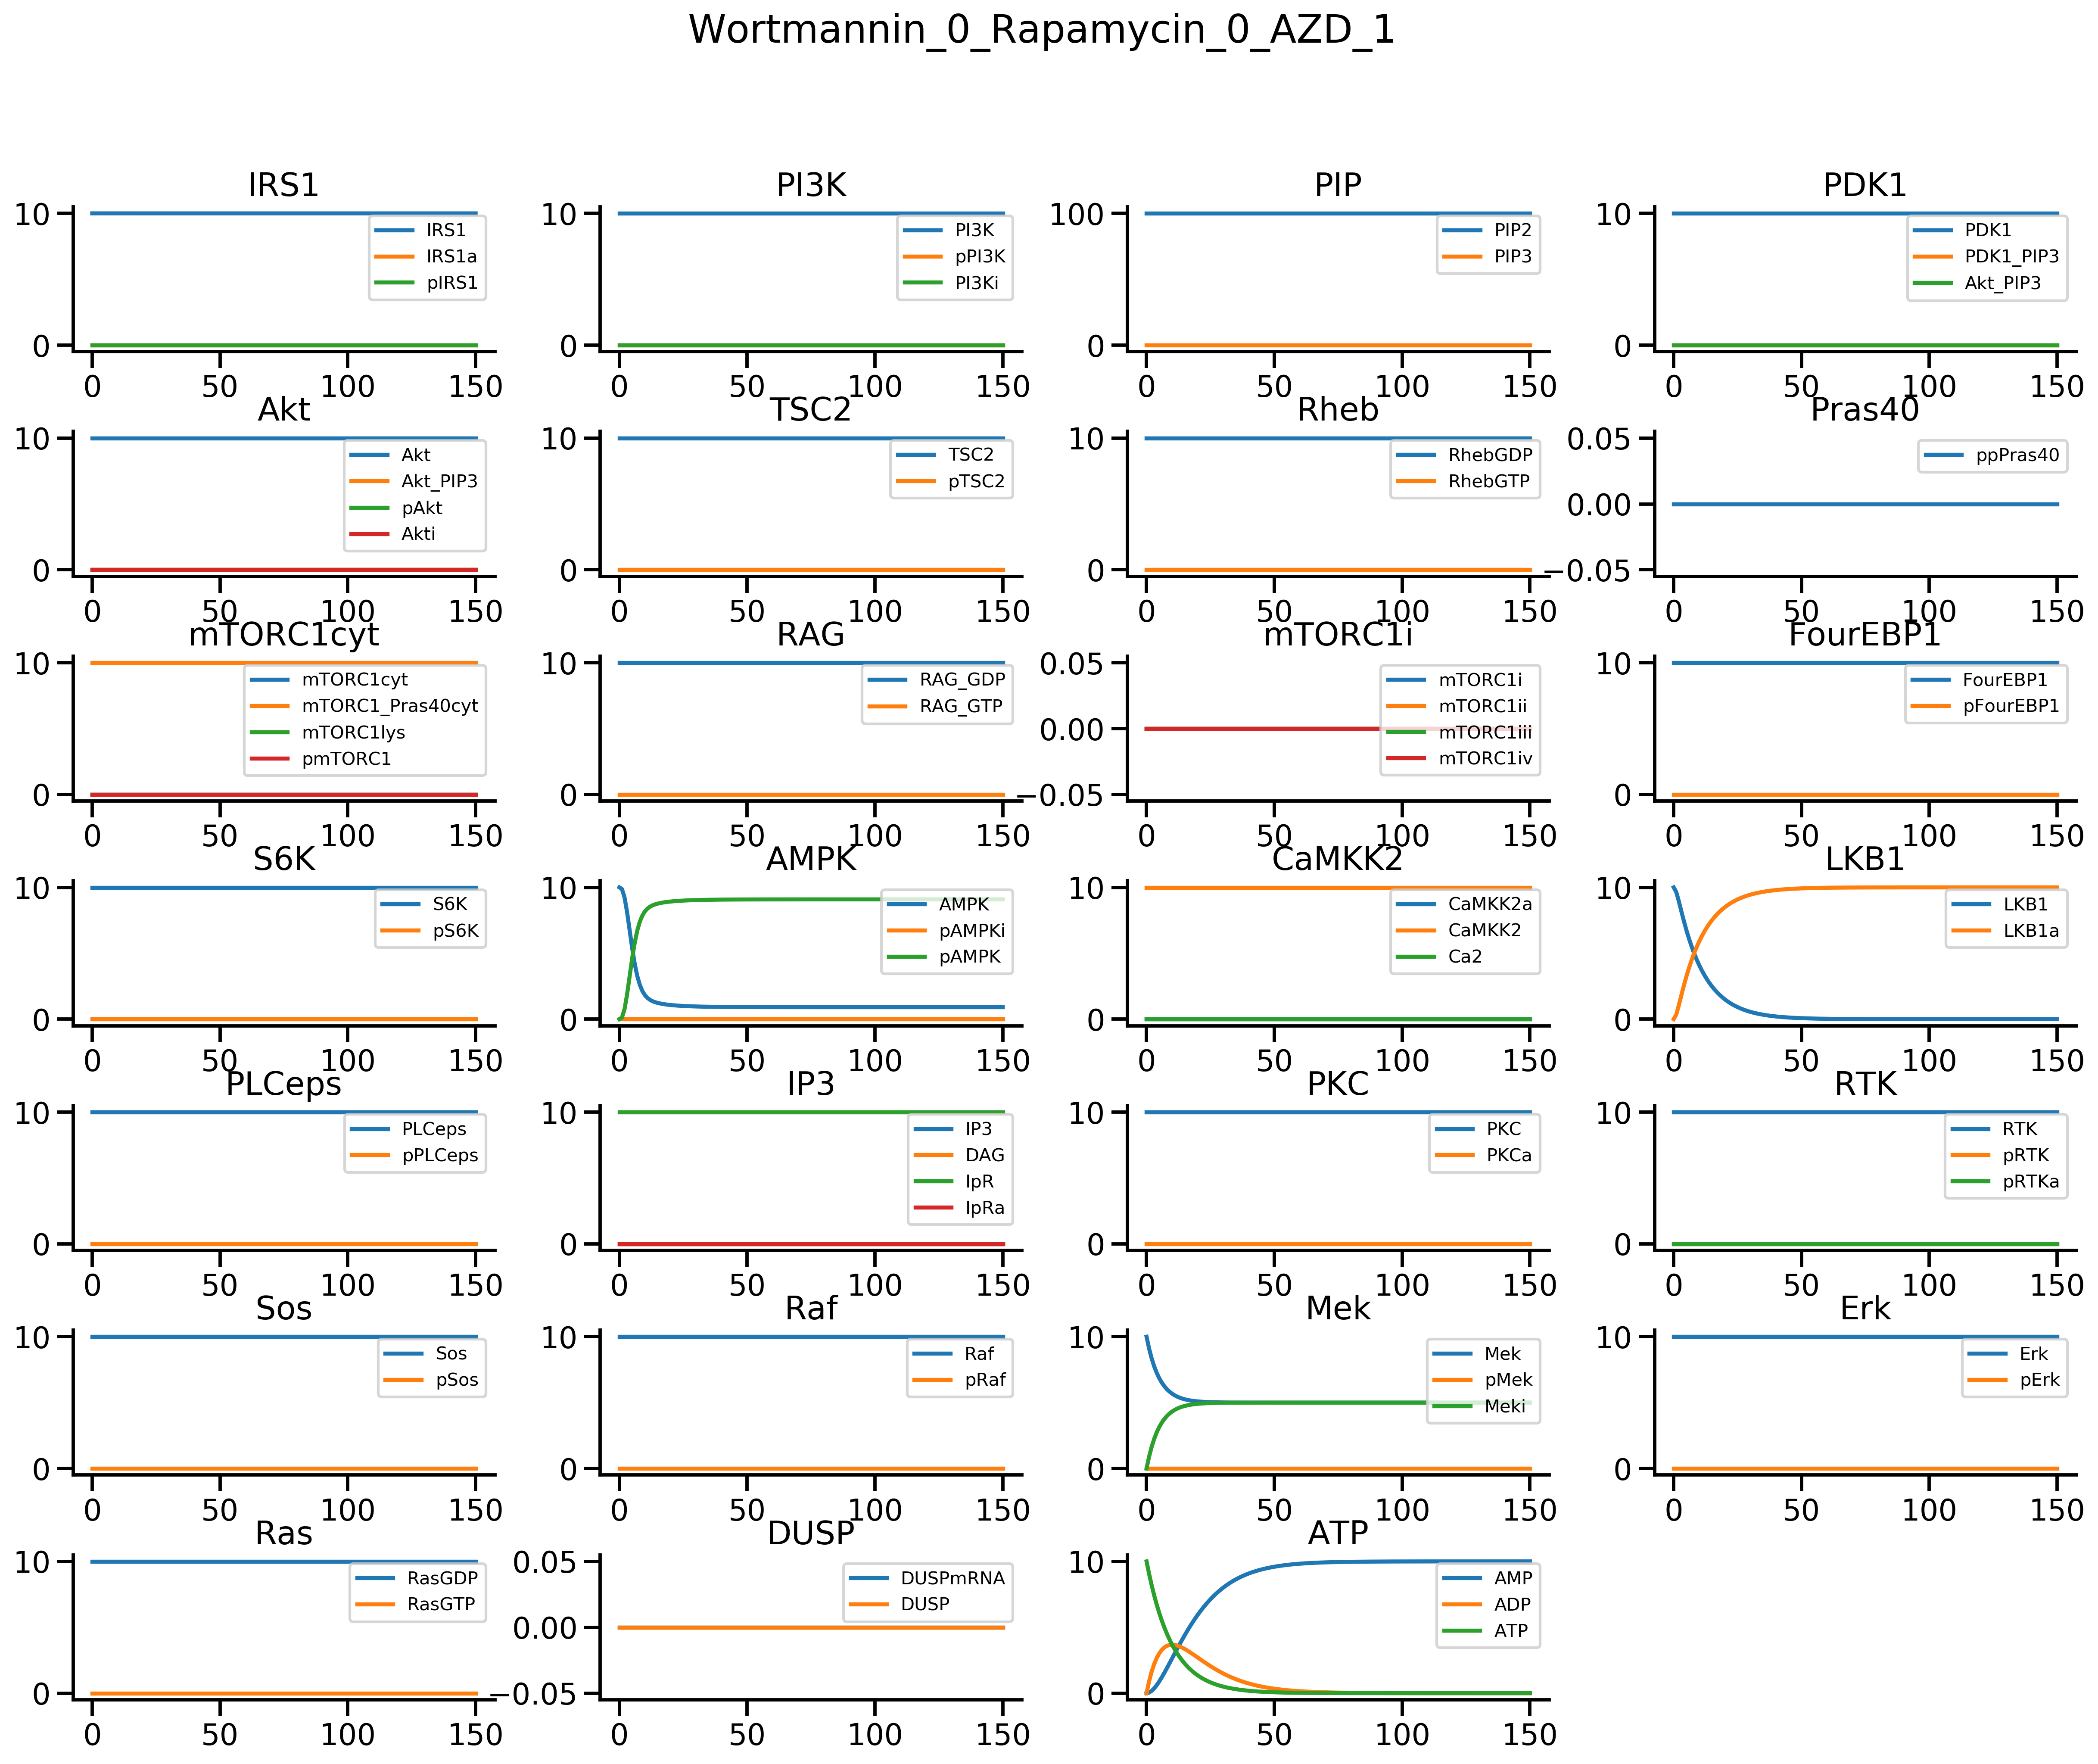 Wortmannin_0_Rapamycin_0_AZD_1
IRS1
10
0
0 50 100 150
IRS1
IRS1a
pIRS1
PI3K
10
0
0 50 100 150
PI3K
pPI3K
PI3Ki
PIP
100
0
0 50 100 150
PIP2
PIP3
PDK1
10
0
0 50 100 150
PDK1
PDK1_PIP3
Akt_PIP3
Akt
10
0
0 50 100 150
Akt
Akt_PIP3
pAkt
Akti
TSC2
10
0
0 50 100 150
TSC2
pTSC2
Rheb
10
0
0 50 100 150
RhebGDP
RhebGTP
Pras40
0.05
0.00
−0.05
0 50 100 150
ppPras40
mTORC1cyt
10
0
0 50 100 150
mTORC1cyt
mTORC1_Pras40cyt
mTORC1lys
pmTORC1
RAG
10
0
0 50 100 150
RAG_GDP
RAG_GTP
mTORC1i
0.05
0.00
−0.05
0 50 100 150
mTORC1i
mTORC1ii
mTORC1iii
mTORC1iv
FourEBP1
10
0
0 50 100 150
FourEBP1
pFourEBP1
S6K
10
0
0 50 100 150
S6K
pS6K
AMPK
10
0
0 50 100 150
AMPK
pAMPKi
pAMPK
CaMKK2
10
0
0 50 100 150
CaMKK2a
CaMKK2
Ca2
LKB1
10
0
0 50 100 150
LKB1
LKB1a
PLCeps
10
0
0 50 100 150
PLCeps
pPLCeps
IP3
10
0
0 50 100 150
IP3
DAG
IpR
IpRa
PKC
10
0
0 50 100 150
PKC
PKCa
RTK
10
0
0 50 100 150
RTK
pRTK
pRTKa
Sos
10
0
0 50 100 150
Sos
pSos
Raf
10
0
0 50 100 150
Raf
pRaf
Mek
10
0
0 50 100 150
Mek
pMek
Meki
Erk
10
0
0 50 100 150
Erk
pErk
Ras
10
0
0 50 100 150
RasGDP
RasGTP
DUSP
0.05
0.00
−0.05
0 50 100 150
DUSPmRNA
DUSP
ATP
10
0
0 50 100 150
AMP
ADP
ATP